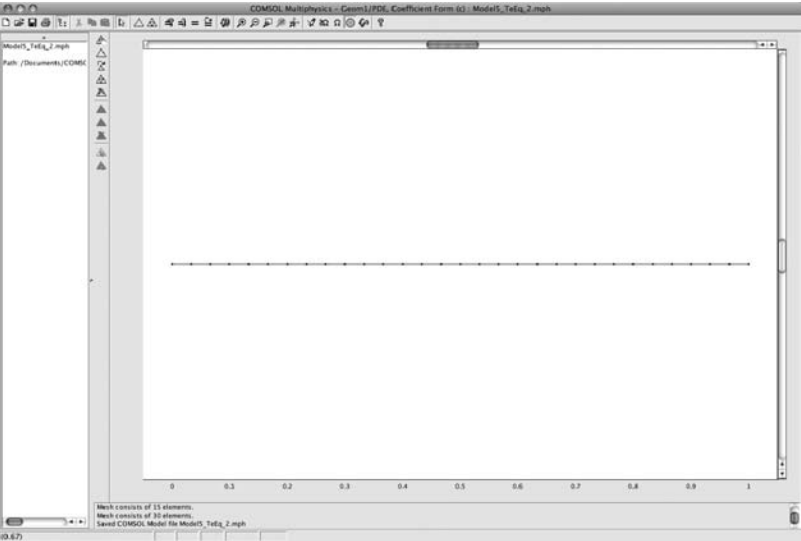 COMSOL Multiphysics - Geom1/PDE, Coefficient Form (c) : Model5_TeEq_2.mph
Model5_TeEq_2.mph
Path: /Documents/COMSC
0 0.1 0.2 0.3 0.4 0.5 0.6 0.7 0.8 0.9 1
Mesh consists of 15 elements.
Mesh consists of 30 elements.
Saved COMSOL Model file Model5_TeEq_2.mph
(0.67)